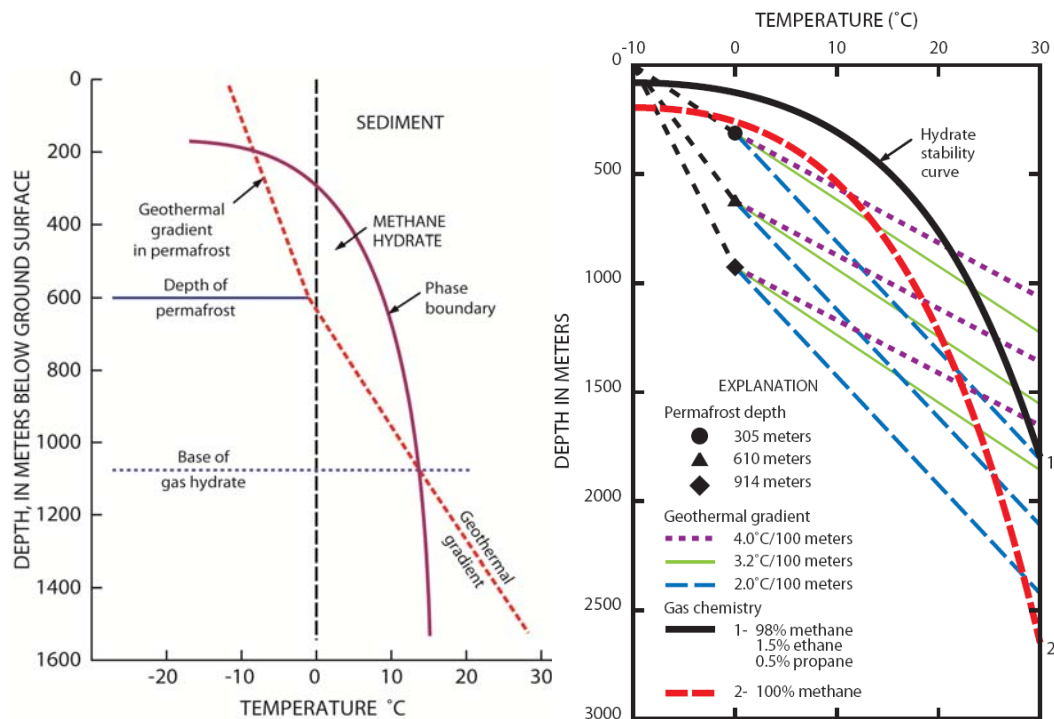 0
200
400
600
800
1000
1200
1400
1600
DEPTH, IN METERS BELOW GROUND SURFACE
SEDIMENT
Geothermal
gradient
in permafrost
METHANE
HYDRATE
Depth of
permafrost
Phase
boundary
Base of
gas hydrate
Geothermal
gradient
-20
-10
0
10
20
30
TEMPERATURE ˚C
TEMPERATURE (˚C)
-10
0
10
20
30
0
500
1000
1500
2000
2500
3000
DEPTH IN METERS
Hydrate
stability
curve
EXPLANATION
Permafrost depth
305 meters
610 meters
914 meters
Geothermal gradient
4.0˚C/100 meters
3.2˚C/100 meters
2.0˚C/100 meters
Gas chemistry
1- 98% methane
1.5% ethane
0.5% propane
2- 100% methane
1
2